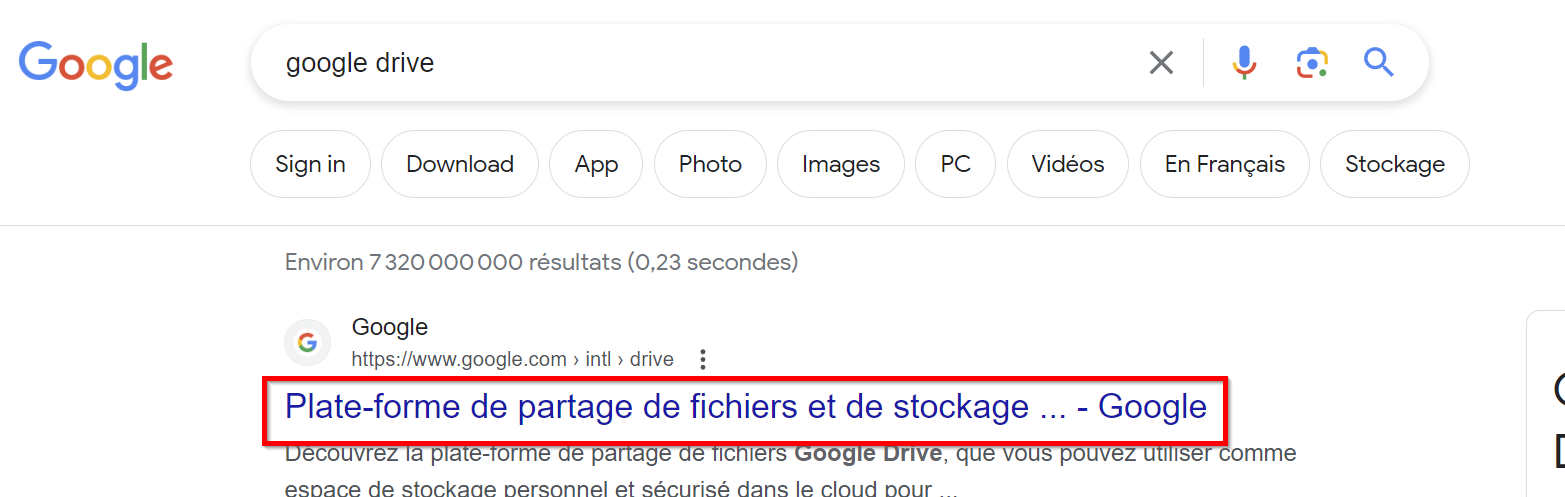 Google
google drive
Sign in Download App Photo Images PC Vidéos En Français Stockage
Environ 7 320 000 000 résultats (0,23 secondes)
Google
https://www.google.com › intl › drive
Plate-forme de partage de fichiers et de stockage ... - Google
Découvrez la plate-forme de partage de fichiers Google Drive, que vous pouvez utiliser comme
espace de stockage personnel et sécurisé dans le cloud pour ...